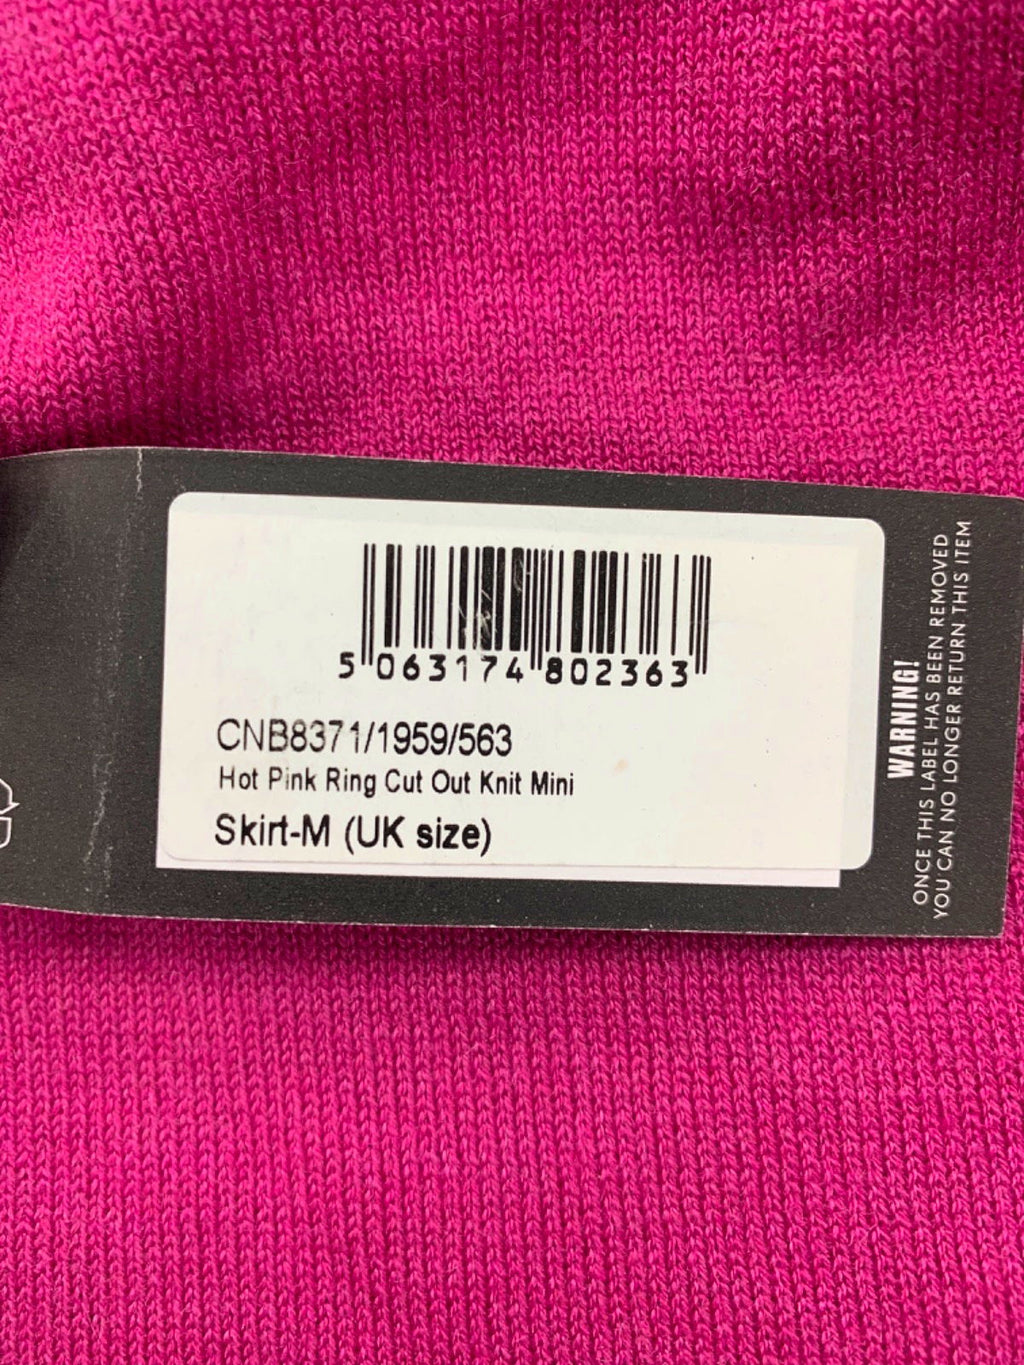 5 063174 802363
CNB8371/1959/563
Hot Pink Ring Cut Out Knit Mini
Skirt-M (UK size)
WARNING!
ONCE THIS LABEL HAS BEEN REMOVED
YOU CAN NO LONGER RETURN THIS ITEM